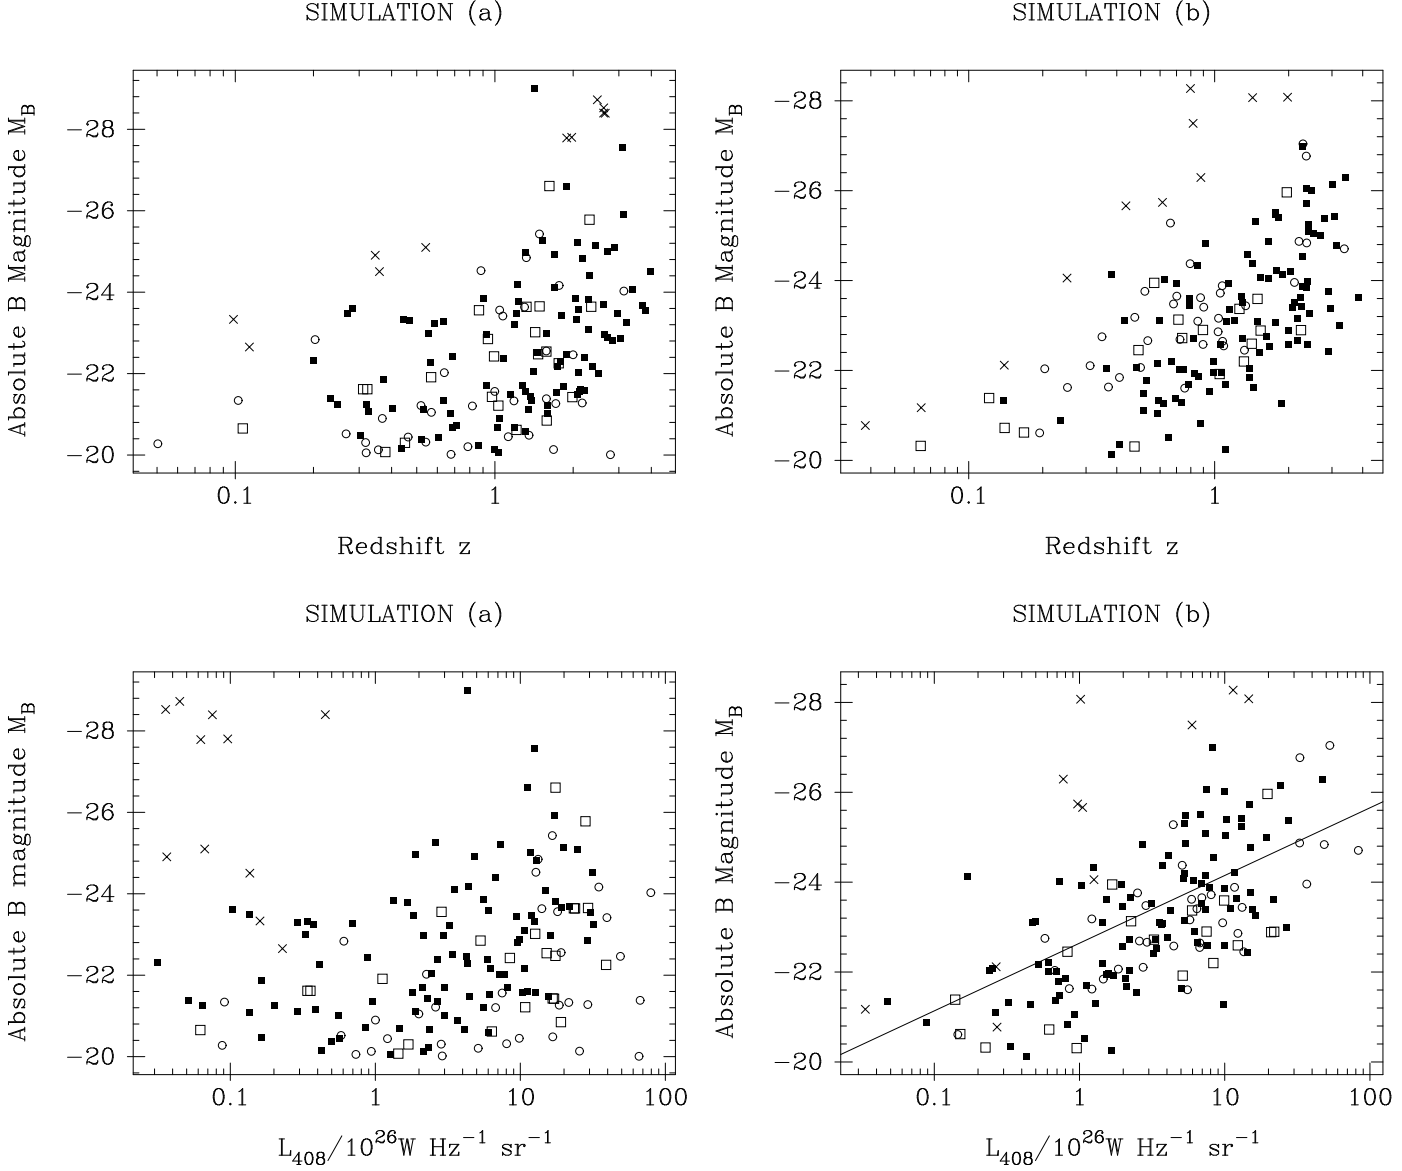 SIMULATION (a)
SIMULATION (b)
Absolute B Magnitude M_B
−28
−26
−24
−22
−20
0.1
1
Redshift z
Absolute B Magnitude M_B
−28
−26
−24
−22
−20
0.1
1
Redshift z
SIMULATION (a)
SIMULATION (b)
Absolute B magnitude M_B
−28
−26
−24
−22
−20
0.1
1
10
100
L_408/10^26W Hz^−1 sr^−1
Absolute B Magnitude M_B
−28
−26
−24
−22
−20
0.1
1
10
100
L_408/10^26W Hz^−1 sr^−1